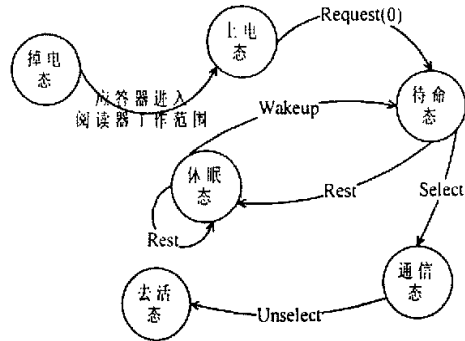 Request(0)
上电
态
掉电
态
应答器进入
阅读器工作范围
待命
态
Wakeup
休眠
态
Rest
Select
Rest
通信
态
去活
态
Unselect